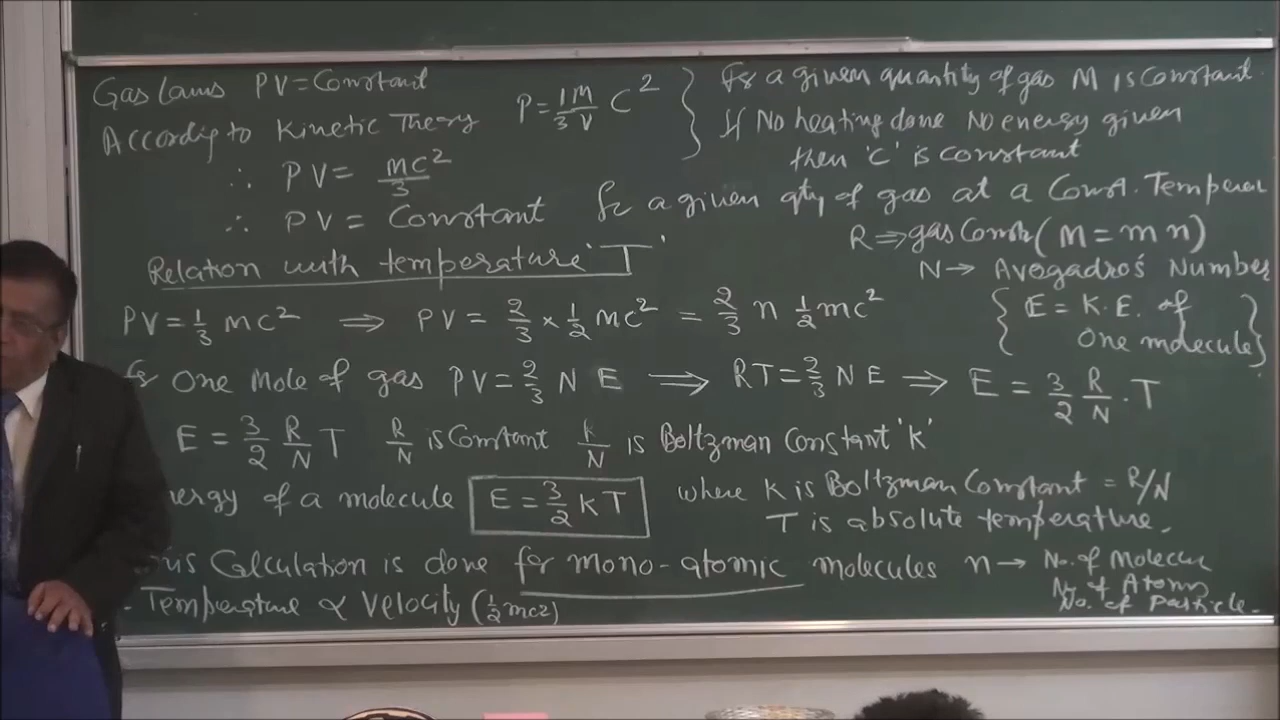 Gas laws PV = Constant
According to Kinetic Theory P = 1/3 M/V C² } For a given quantity of gas M is constant.
If No heating done No energy given
then 'C' is constant
∴ PV = MC²/3
∴ PV = Constant for a given qty of gas at a Const. Temperat
R ⇒ gas Const (M = mn)
Relation with temperature 'T'
N → Avogadro's Number
PV = 1/3 MC² ⇒ PV = 2/3 × 1/2 MC² = 2/3 n 1/2 mc² { E = K.E. of
One molecule }
One Mole of gas PV = 2/3 N E ⇒ RT = 2/3 N E ⇒ E = 3/2 R/N . T
E = 3/2 R/N T R/N is Constant R/N is Boltzman Constant 'K'
ergy of a molecule E = 3/2 KT where K is Boltzman Constant = R/N
T is absolute temperature.
is Calculation is done for mono-atomic molecules n → No. of Molecul
No. of Atoms
No. of Particle.
Temperature ∝ Velocity (1/2 mc²)